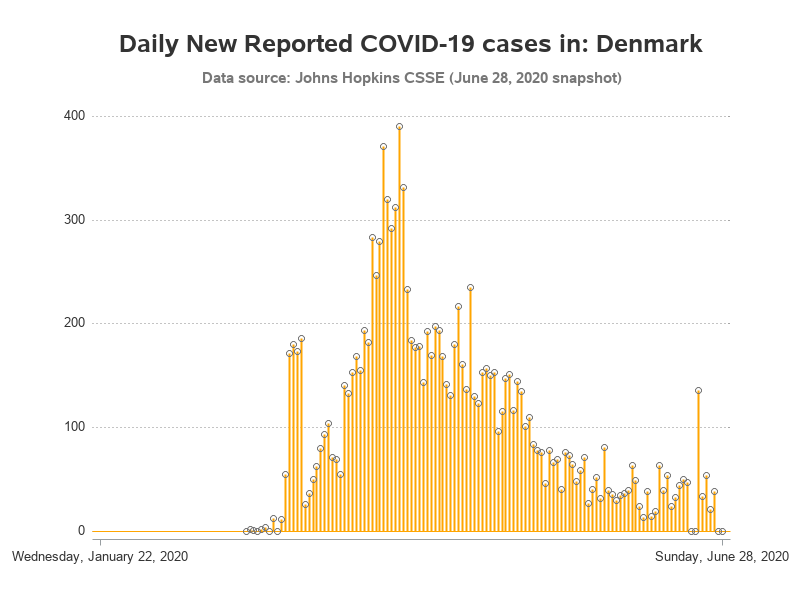 Daily New Reported COVID-19 cases in: Denmark
Data source: Johns Hopkins CSSE (June 28, 2020 snapshot)
400
300
200
100
0
Wednesday, January 22, 2020
Sunday, June 28, 2020